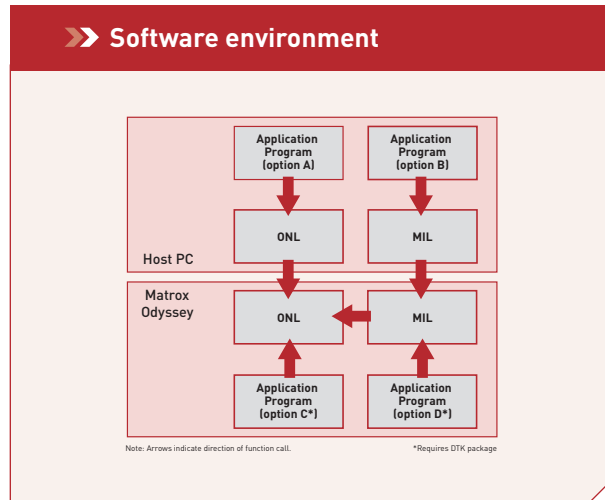 Software environment
Application
Program
(option A)
Application
Program
(option B)
ONL
MIL
Host PC
Matrox
Odyssey
ONL
MIL
Application
Program
(option C*)
Application
Program
(option D*)
Note: Arrows indicate direction of function call.
*Requires DTK package